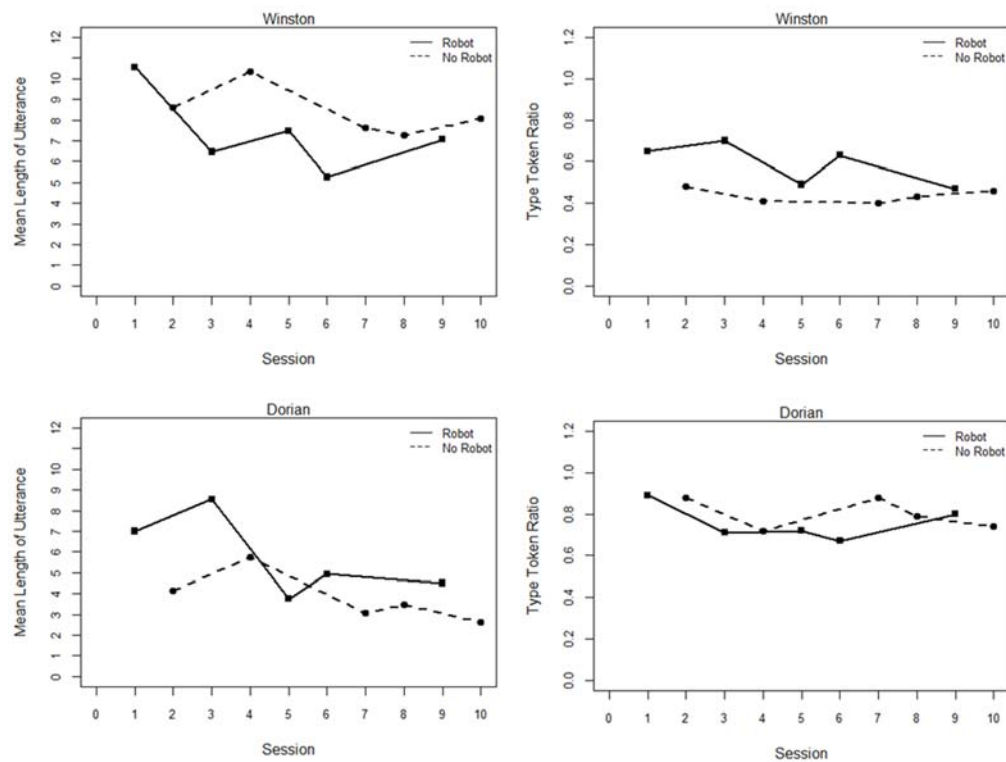 Winston
Robot
No Robot
Mean Length of Utterance
12
10
9
8
7
6
5
4
3
2
1
0
0 1 2 3 4 5 6 7 8 9 10
Session
Winston
Robot
No Robot
Type Token Ratio
1.2
1.0
0.8
0.6
0.4
0.2
0.0
0 1 2 3 4 5 6 7 8 9 10
Session
Dorian
Robot
No Robot
Mean Length of Utterance
12
10
9
8
7
6
5
4
3
2
1
0
0 1 2 3 4 5 6 7 8 9 10
Session
Dorian
Robot
No Robot
Type Token Ratio
1.2
1.0
0.8
0.6
0.4
0.2
0.0
0 1 2 3 4 5 6 7 8 9 10
Session